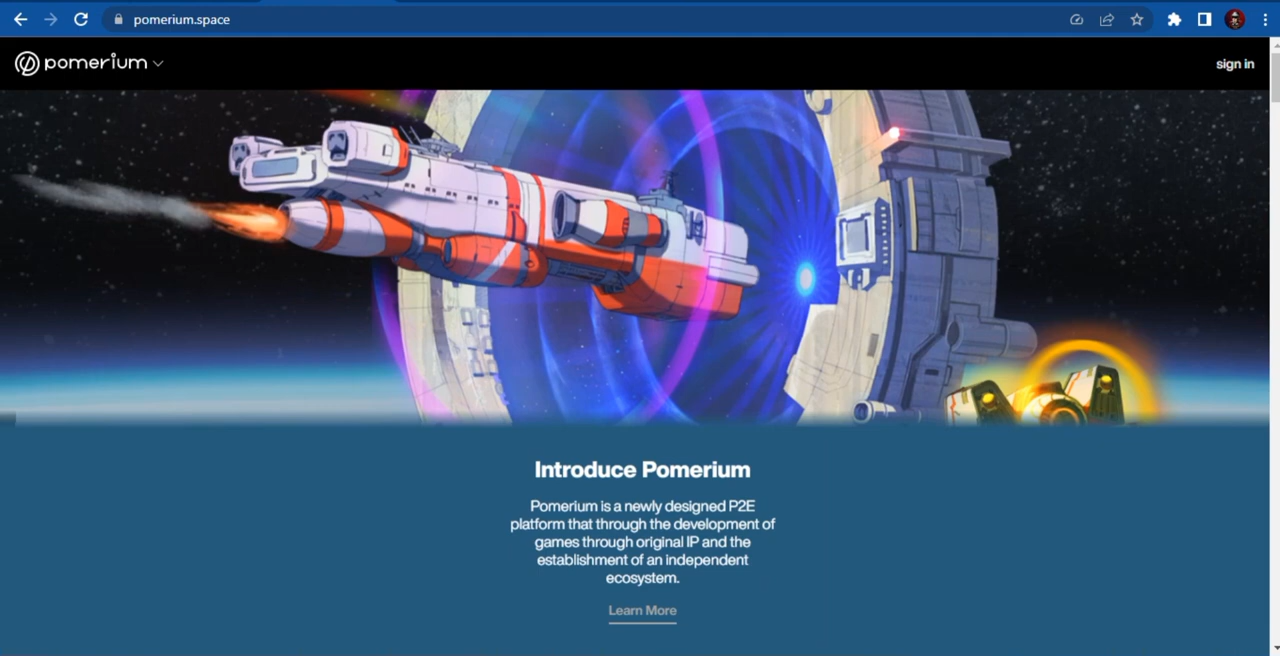 pomerium.space
pomerium
sign in
Introduce Pomerium
Pomerium is a newly designed P2E
platform that through the development of
games through original IP and the
establishment of an independent
ecosystem.
Learn More